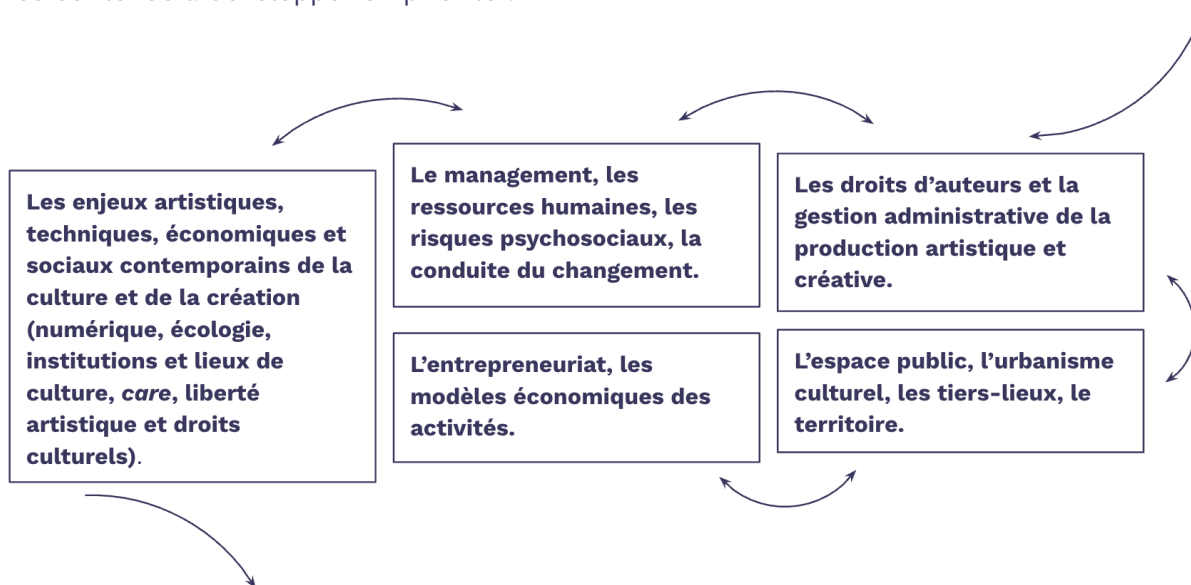 Les enjeux artistiques,
techniques, économiques et
sociaux contemporains de la
culture et de la création
(numérique, écologie,
institutions et lieux de
culture, care, liberté
artistique et droits
culturels).
Le management, les
ressources humaines, les
risques psychosociaux, la
conduite du changement.
L’entrepreneuriat, les
modèles économiques des
activités.
Les droits d’auteurs et la
gestion administrative de la
production artistique et
créative.
L’espace public, l’urbanisme
culturel, les tiers-lieux, le
territoire.